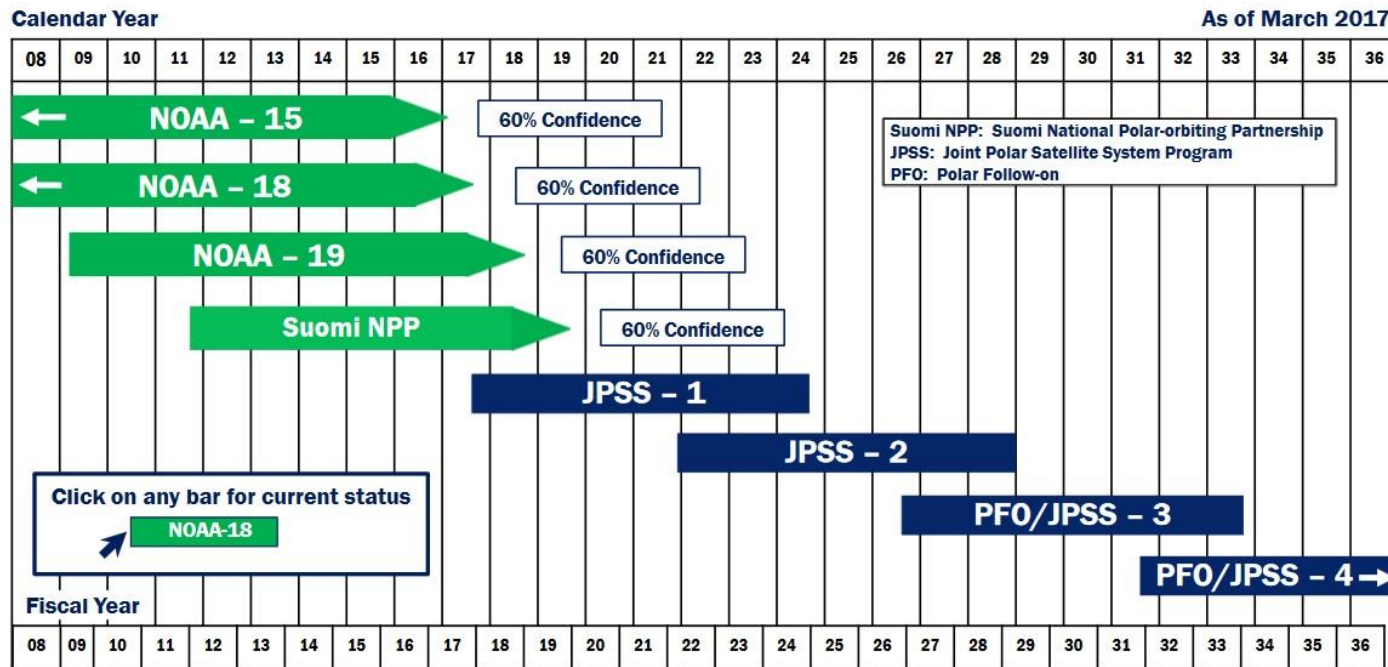 Calendar Year As of March 2017
08 09 10 11 12 13 14 15 16 17 18 19 20 21 22 23 24 25 26 27 28 29 30 31 32 33 34 35 36
NOAA – 15 60% Confidence
Suomi NPP: Suomi National Polar-orbiting Partnership
JPSS: Joint Polar Satellite System Program
PFO: Polar Follow-on
NOAA – 18 60% Confidence
NOAA – 19 60% Confidence
Suomi NPP 60% Confidence
JPSS – 1
JPSS – 2
Click on any bar for current status
NOAA-18
PFO/JPSS – 3
PFO/JPSS – 4
Fiscal Year
08 09 10 11 12 13 14 15 16 17 18 19 20 21 22 23 24 25 26 27 28 29 30 31 32 33 34 35 36